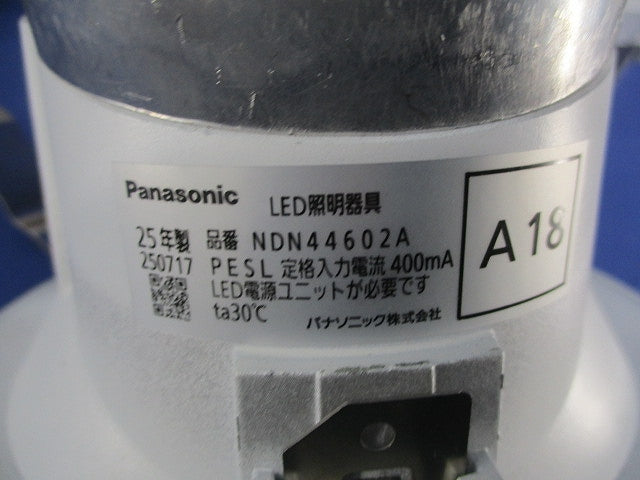 Panasonic LED照明器具
25年製 品番 NDN44602A
250717 PESL 定格入力電流 400mA
LED電源ユニットが必要です
ta30℃ パナソニック株式会社
A 18